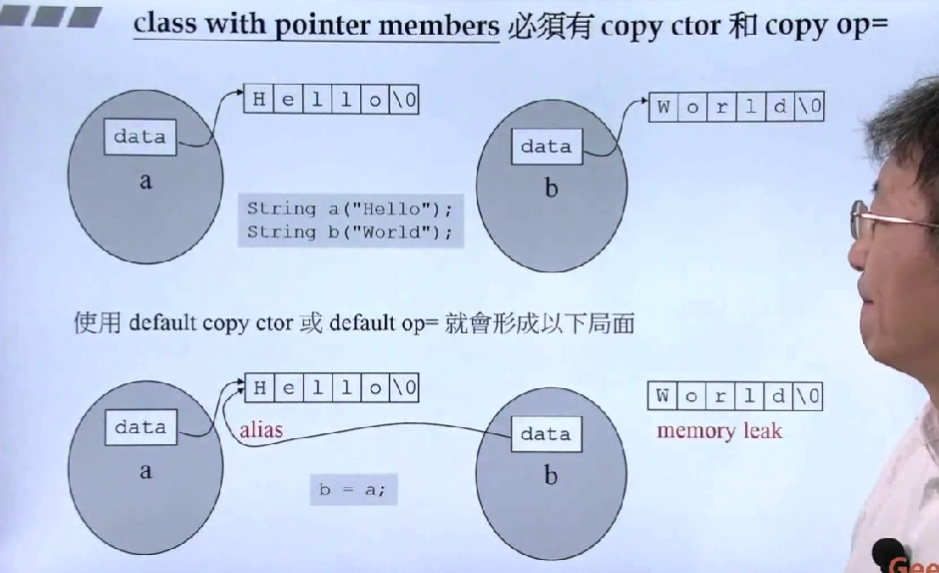 class with pointer members 必須有 copy ctor 和 copy op=
H e l l o \0
W o r l d \0
data
data
a
b
String a("Hello");
String b("World");
使用 default copy ctor 或 default op= 就會形成以下局面
H e l l o \0
W o r l d \0
data
alias
data
memory leak
a
b
b = a;
Gee